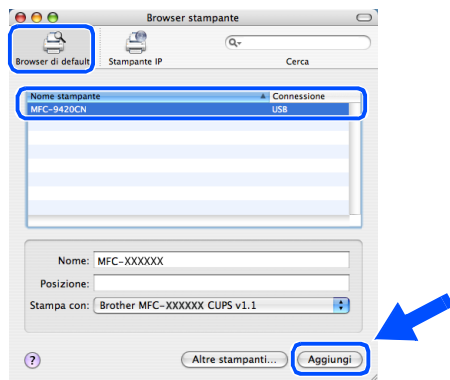 Browser stampante
Browser di default
Stampante IP
Cerca
Nome stampante
Connessione
MFC-9420CN
USB
Nome: MFC-XXXXXX
Posizione:
Stampa con: Brother MFC-XXXXXX CUPS v1.1
?
Altre stampanti...
Aggiungi